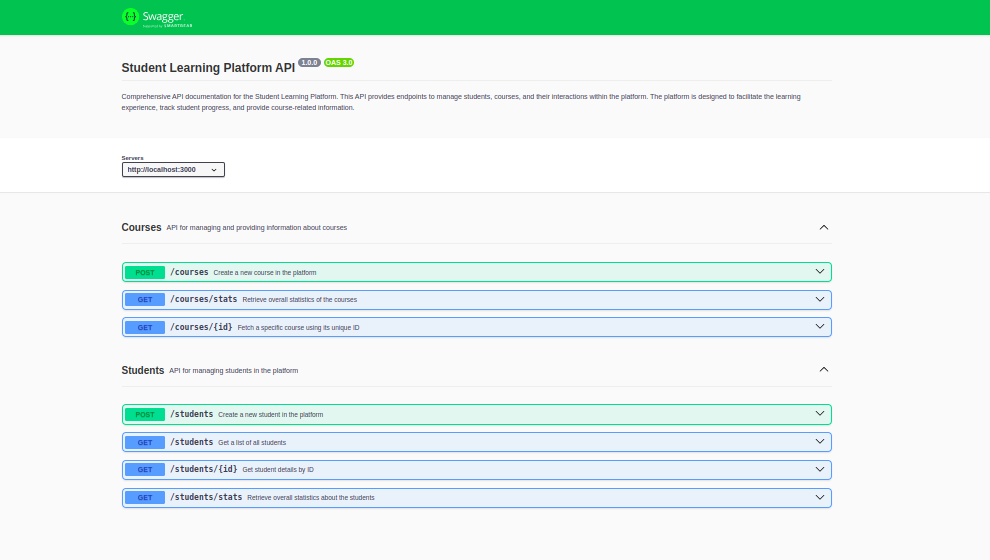 {···} Swagger
Supported by SMARTBEAR
Student Learning Platform API 1.0.0 OAS 3.0
Comprehensive API documentation for the Student Learning Platform. This API provides endpoints to manage students, courses, and their interactions within the platform. The platform is designed to facilitate the learning
experience, track student progress, and provide course-related information.
Servers
http://localhost:3000
Courses API for managing and providing information about courses
POST /courses Create a new course in the platform
GET /courses/stats Retrieve overall statistics of the courses
GET /courses/{id} Fetch a specific course using its unique ID
Students API for managing students in the platform
POST /students Create a new student in the platform
GET /students Get a list of all students
GET /students/{id} Get student details by ID
GET /students/stats Retrieve overall statistics about the students